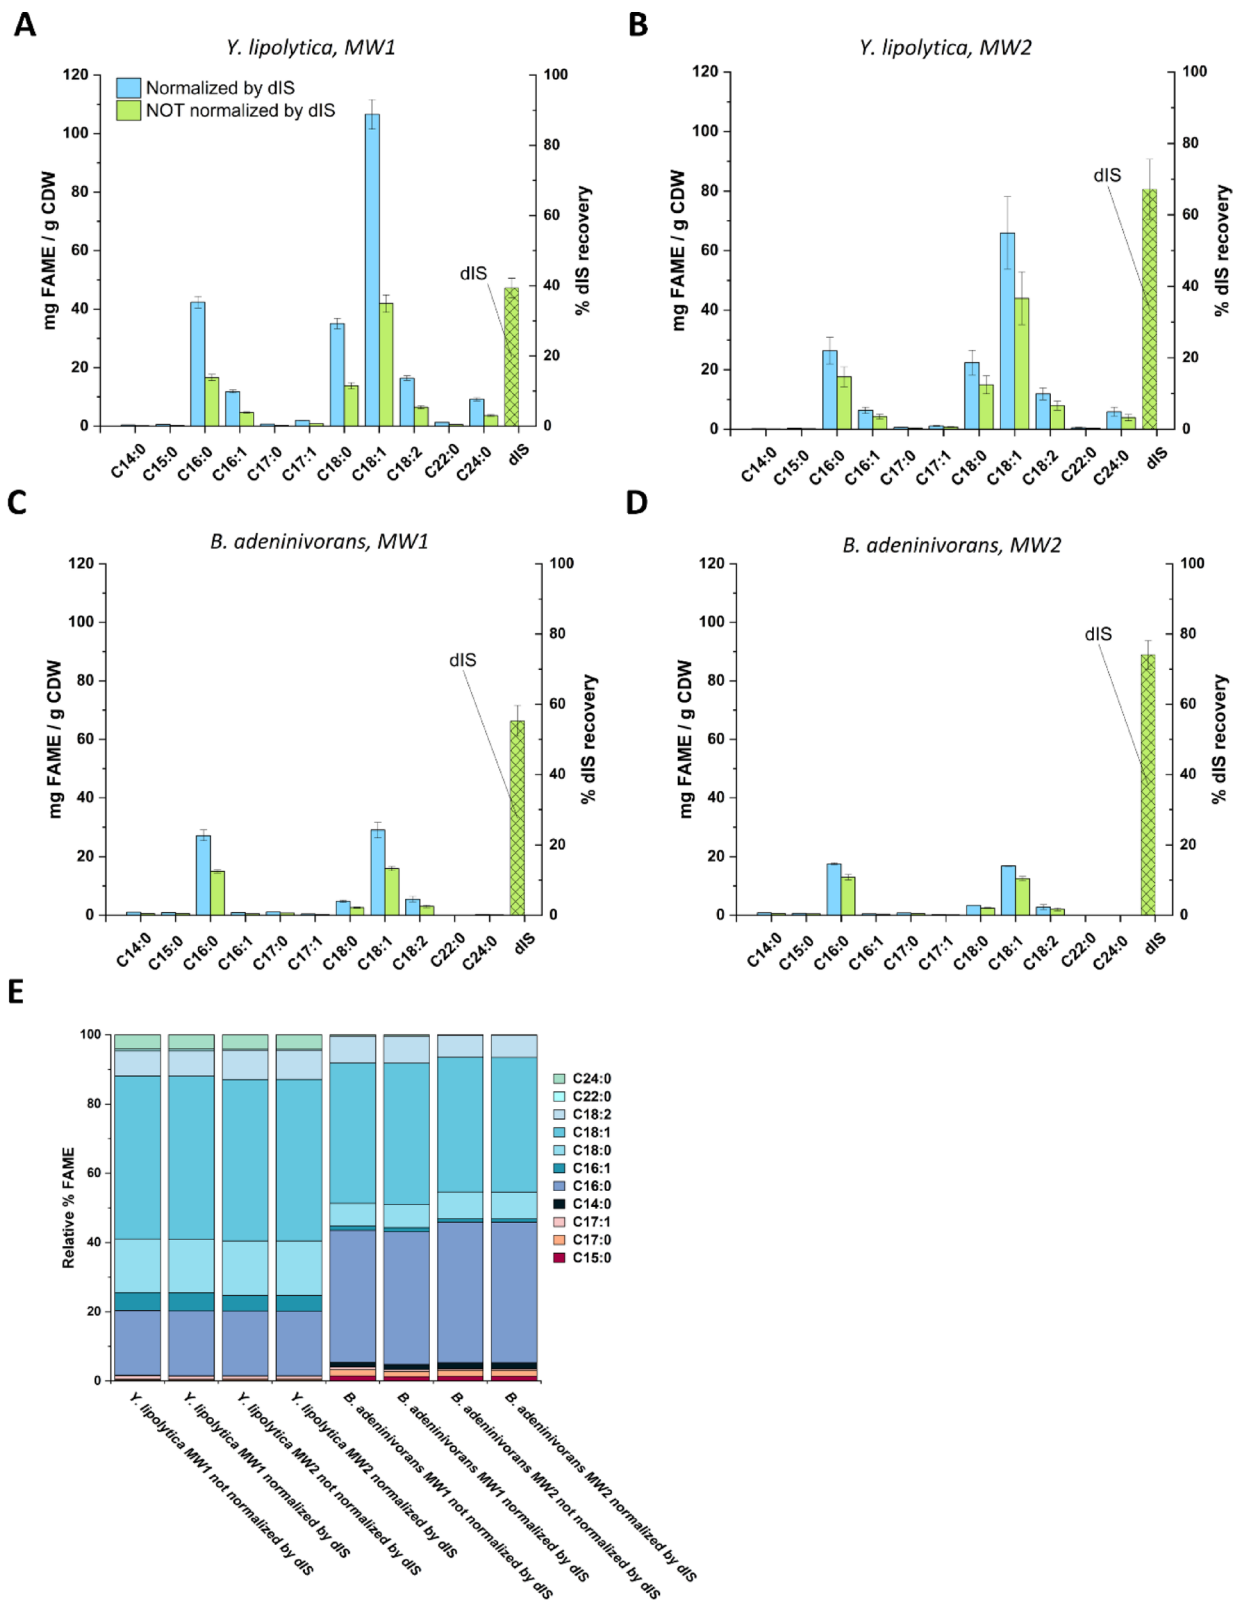 A
Y. lipolytica, MW1
120
100
80
60
40
20
0
mg FAME / g CDW
Normalized by dIS
NOT normalized by dIS
dIS
100
80
60
40
20
0
% dIS recovery
C14:0
C15:0
C16:0
C16:1
C17:0
C17:1
C18:0
C18:1
C18:2
C22:0
C24:0
dIS
B
Y. lipolytica, MW2
120
100
80
60
40
20
0
mg FAME / g CDW
dIS
100
80
60
40
20
0
% dIS recovery
C14:0
C15:0
C16:0
C16:1
C17:0
C17:1
C18:0
C18:1
C18:2
C22:0
C24:0
dIS
C
B. adeninivorans, MW1
120
100
80
60
40
20
0
mg FAME / g CDW
dIS
100
80
60
40
20
0
% dIS recovery
C14:0
C15:0
C16:0
C16:1
C17:0
C17:1
C18:0
C18:1
C18:2
C22:0
C24:0
dIS
D
B. adeninivorans, MW2
120
100
80
60
40
20
0
mg FAME / g CDW
dIS
100
80
60
40
20
0
% dIS recovery
C14:0
C15:0
C16:0
C16:1
C17:0
C17:1
C18:0
C18:1
C18:2
C22:0
C24:0
dIS
E
100
80
60
40
20
0
Relative % FAME
C24:0
C22:0
C18:2
C18:1
C18:0
C16:1
C16:0
C14:0
C17:1
C17:0
C15:0
Y. lipolytica MW1 not normalized by dIS
Y. lipolytica MW1 normalized by dIS
Y. lipolytica MW2 not normalized by dIS
Y. lipolytica MW2 normalized by dIS
B. adeninivorans MW1 not normalized by dIS
B. adeninivorans MW1 normalized by dIS
B. adeninivorans MW2 not normalized by dIS
B. adeninivorans MW2 normalized by dIS